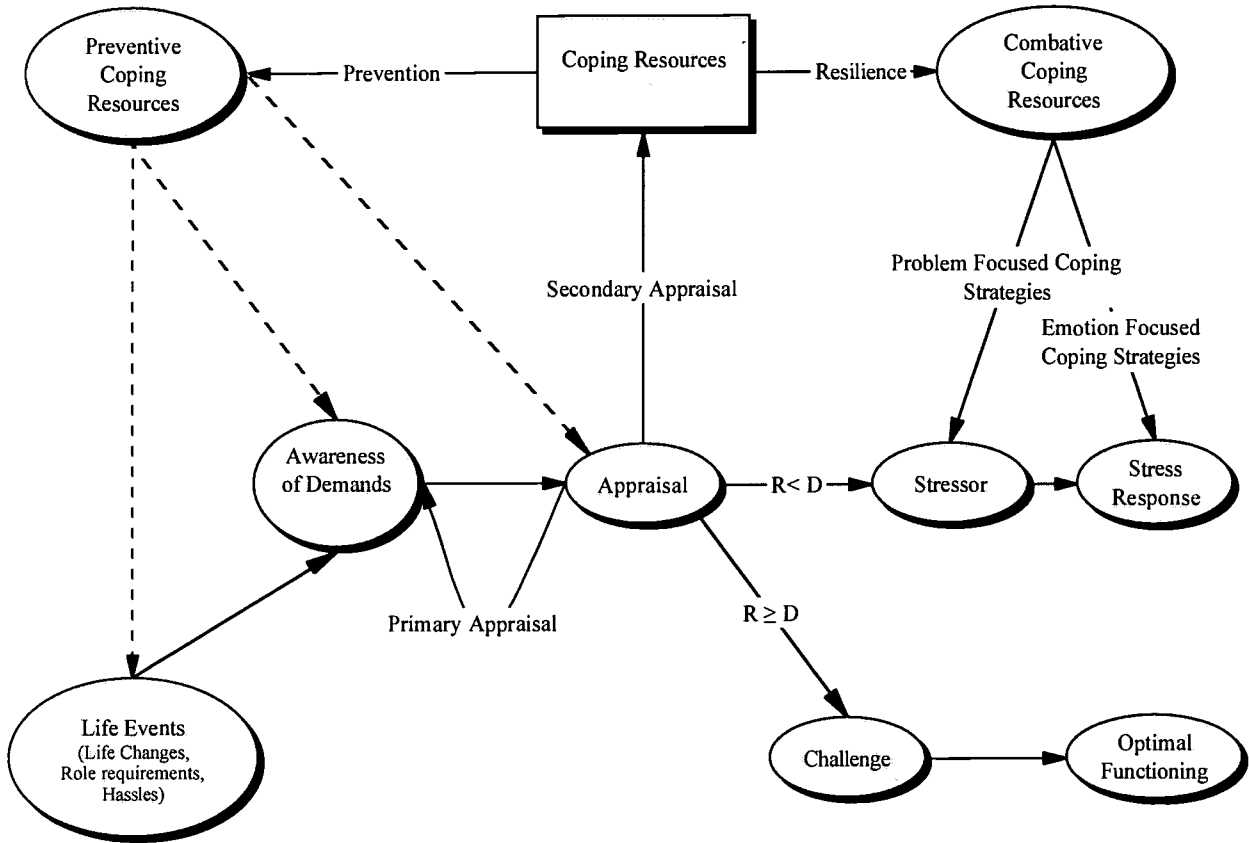 Preventive
Coping
Resources
Prevention
Coping Resources
Resilience
Combative
Coping
Resources
Problem Focused Coping
Strategies
Secondary Appraisal
Emotion Focused
Coping Strategies
Awareness
of Demands
Appraisal
R< D
Stressor
Stress
Response
Primary Appraisal
R ≥ D
Life Events
(Life Changes,
Role requirements,
Hassles)
Challenge
Optimal
Functioning